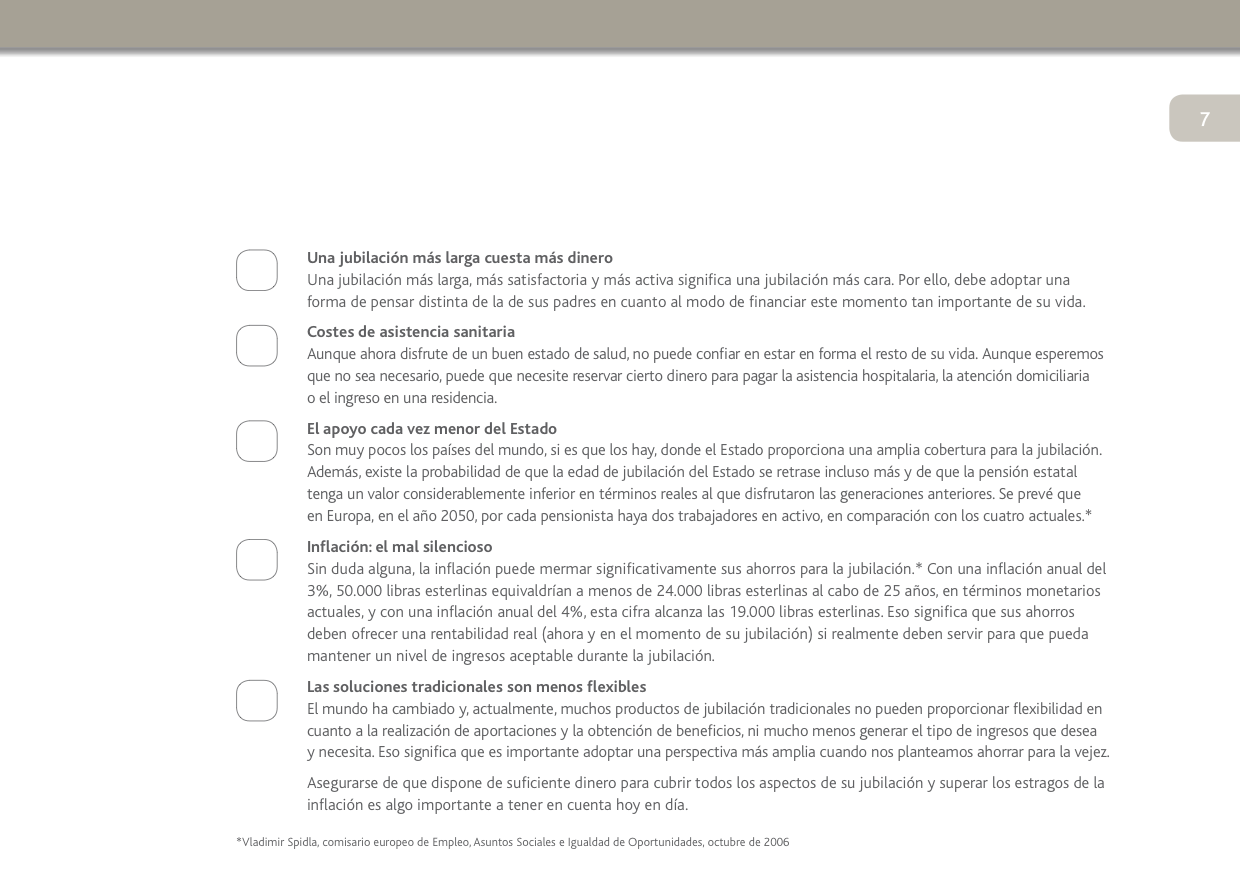 7
Una jubilación más larga cuesta más dinero
Una jubilación más larga, más satisfactoria y más activa significa una jubilación más cara. Por ello, debe adoptar una
forma de pensar distinta de la de sus padres en cuanto al modo de financiar este momento tan importante de su vida.
Costes de asistencia sanitaria
Aunque ahora disfrute de un buen estado de salud, no puede confiar en estar en forma el resto de su vida. Aunque esperemos
que no sea necesario, puede que necesite reservar cierto dinero para pagar la asistencia hospitalaria, la atención domiciliaria
o el ingreso en una residencia.
El apoyo cada vez menor del Estado
Son muy pocos los países del mundo, si es que los hay, donde el Estado proporciona una amplia cobertura para la jubilación.
Además, existe la probabilidad de que la edad de jubilación del Estado se retrase incluso más y de que la pensión estatal
tenga un valor considerablemente inferior en términos reales al que disfrutaron las generaciones anteriores. Se prevé que
en Europa, en el año 2050, por cada pensionista haya dos trabajadores en activo, en comparación con los cuatro actuales.*
Inflación: el mal silencioso
Sin duda alguna, la inflación puede mermar significativamente sus ahorros para la jubilación.* Con una inflación anual del
3%, 50.000 libras esterlinas equivaldrían a menos de 24.000 libras esterlinas al cabo de 25 años, en términos monetarios
actuales, y con una inflación anual del 4%, esta cifra alcanza las 19.000 libras esterlinas. Eso significa que sus ahorros
deben ofrecer una rentabilidad real (ahora y en el momento de su jubilación) si realmente deben servir para que pueda
mantener un nivel de ingresos aceptable durante la jubilación.
Las soluciones tradicionales son menos flexibles
El mundo ha cambiado y, actualmente, muchos productos de jubilación tradicionales no pueden proporcionar flexibilidad en
cuanto a la realización de aportaciones y la obtención de beneficios, ni mucho menos generar el tipo de ingresos que desea
y necesita. Eso significa que es importante adoptar una perspectiva más amplia cuando nos planteamos ahorrar para la vejez.
Asegurarse de que dispone de suficiente dinero para cubrir todos los aspectos de su jubilación y superar los estragos de la
inflación es algo importante a tener en cuenta hoy en día.
*Vladimir Spidla, comisario europeo de Empleo, Asuntos Sociales e Igualdad de Oportunidades, octubre de 2006